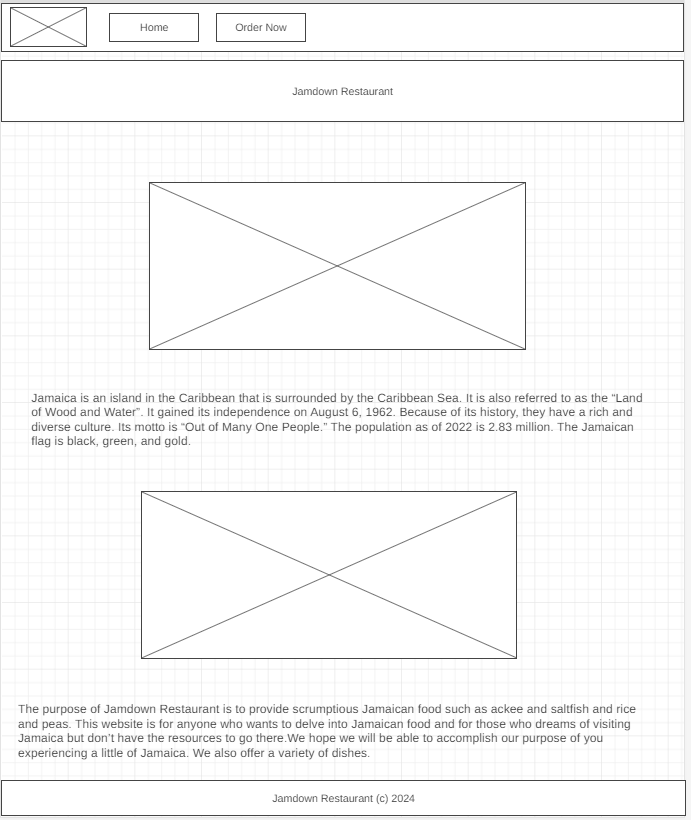 Home
Order Now
Jamdown Restaurant
Jamaica is an island in the Caribbean that is surrounded by the Caribbean Sea. It is also referred to as the “Land
of Wood and Water”. It gained its independence on August 6, 1962. Because of its history, they have a rich and
diverse culture. Its motto is “Out of Many One People.” The population as of 2022 is 2.83 million. The Jamaican
flag is black, green, and gold.
The purpose of Jamdown Restaurant is to provide scrumptious Jamaican food such as ackee and saltfish and rice
and peas. This website is for anyone who wants to delve into Jamaican food and for those who dreams of visiting
Jamaica but don’t have the resources to go there.We hope we will be able to accomplish our purpose of you
experiencing a little of Jamaica. We also offer a variety of dishes.
Jamdown Restaurant (c) 2024